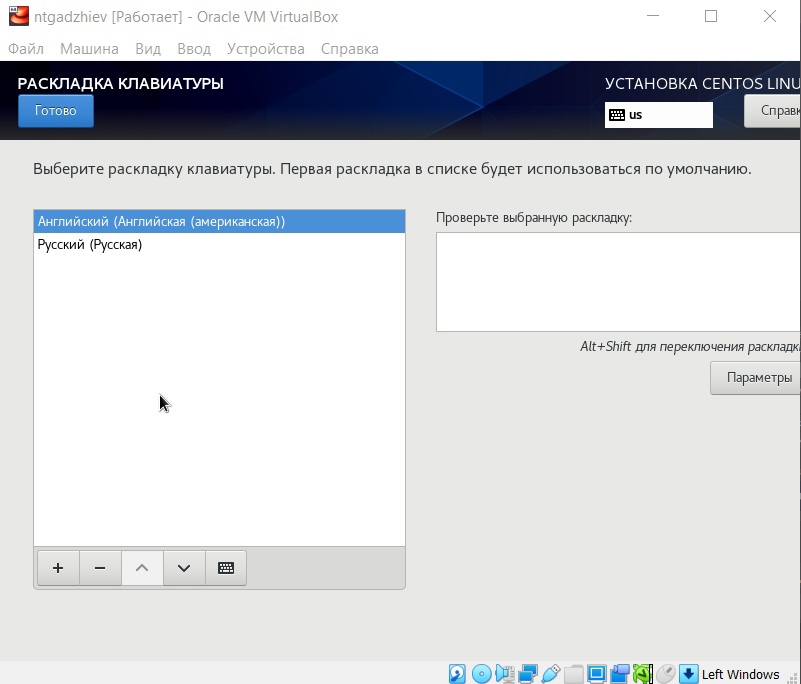 ntgadzhiev [Работает] - Oracle VM VirtualBox
Файл Машина Вид Ввод Устройства Справка
РАСКЛАДКА КЛАВИАТУРЫ
УСТАНОВКА CENTOS LINU
Готово
us
Справк
Выберите раскладку клавиатуры. Первая раскладка в списке будет использоваться по умолчанию.
Английский (Английская (американская))
Русский (Русская)
Проверьте выбранную раскладку:
Alt+Shift для переключения раскладк
Параметры
Left Windows